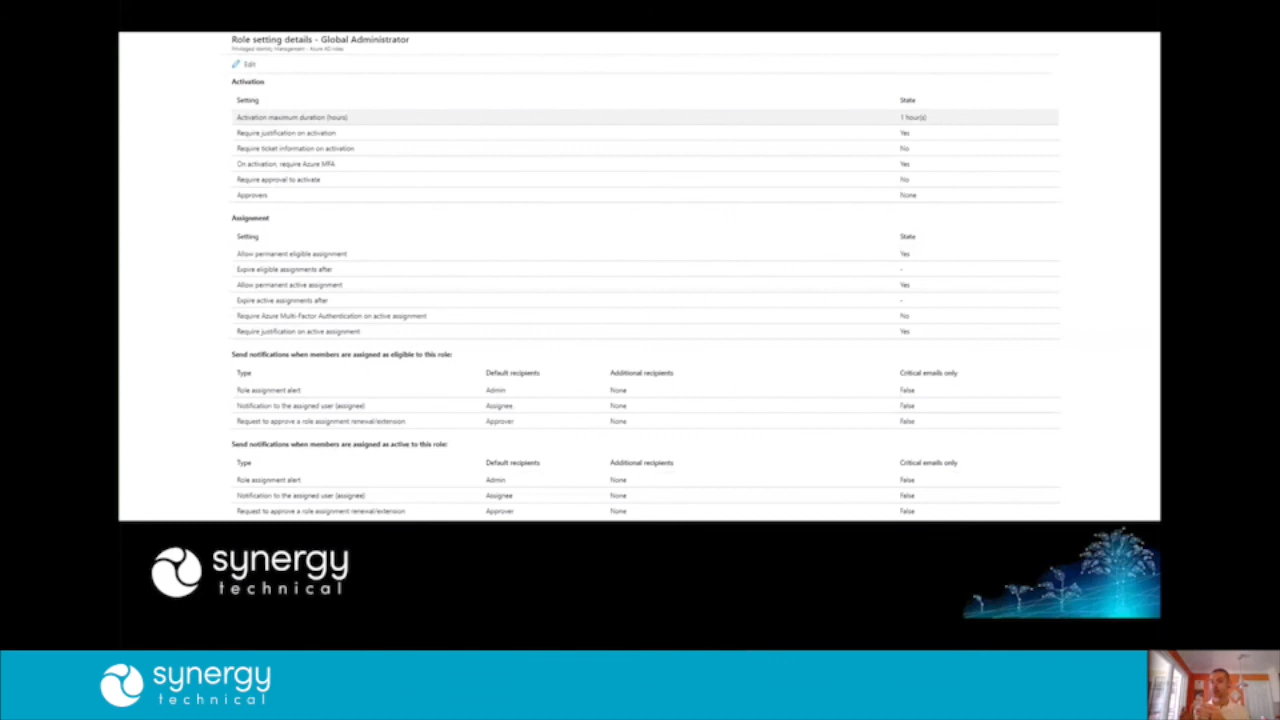 Role setting details - Global Administrator
Privileged Identity Management - Azure AD roles
Edit
Activation
Setting State
Activation maximum duration (hours) 1 hour(s)
Require justification on activation Yes
Require ticket information on activation No
On activation, require Azure MFA Yes
Require approval to activate No
Approvers None
Assignment
Setting State
Allow permanent eligible assignment Yes
Expire eligible assignments after -
Allow permanent active assignment Yes
Expire active assignments after -
Require Azure Multi-Factor Authentication on active assignment No
Require justification on active assignment Yes
Send notifications when members are assigned as eligible to this role:
Type Default recipients Additional recipients Critical emails only
Role assignment alert Admin None False
Notification to the assigned user (assignee) Assignee None False
Request to approve a role assignment renewal/extension Approver None False
Send notifications when members are assigned as active to this role:
Type Default recipients Additional recipients Critical emails only
Role assignment alert Admin None False
Notification to the assigned user (assignee) Assignee None False
Request to approve a role assignment renewal/extension Approver None False
synergy
technical
synergy
technical